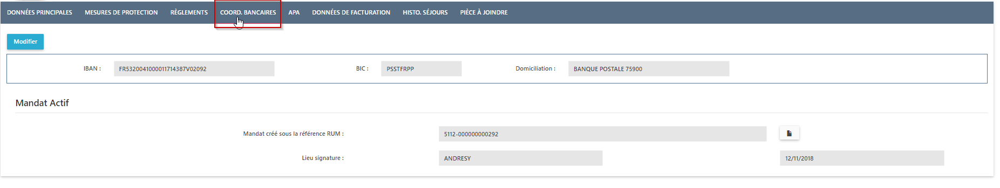 DONNÉES PRINCIPALES MESURES DE PROTECTION RÈGLEMENTS COORD. BANCAIRES APA DONNÉES DE FACTURATION HISTO. SÉJOURS PIÈCE À JOINDRE
Modifier
IBAN : FR5320041000011714387V02092 BIC : PSSTFRPP Domiciliation : BANQUE POSTALE 75900
Mandat Actif
Mandat créé sous la référence RUM : 5112-000000000292
Lieu signature : ANDRESY 12/11/2018